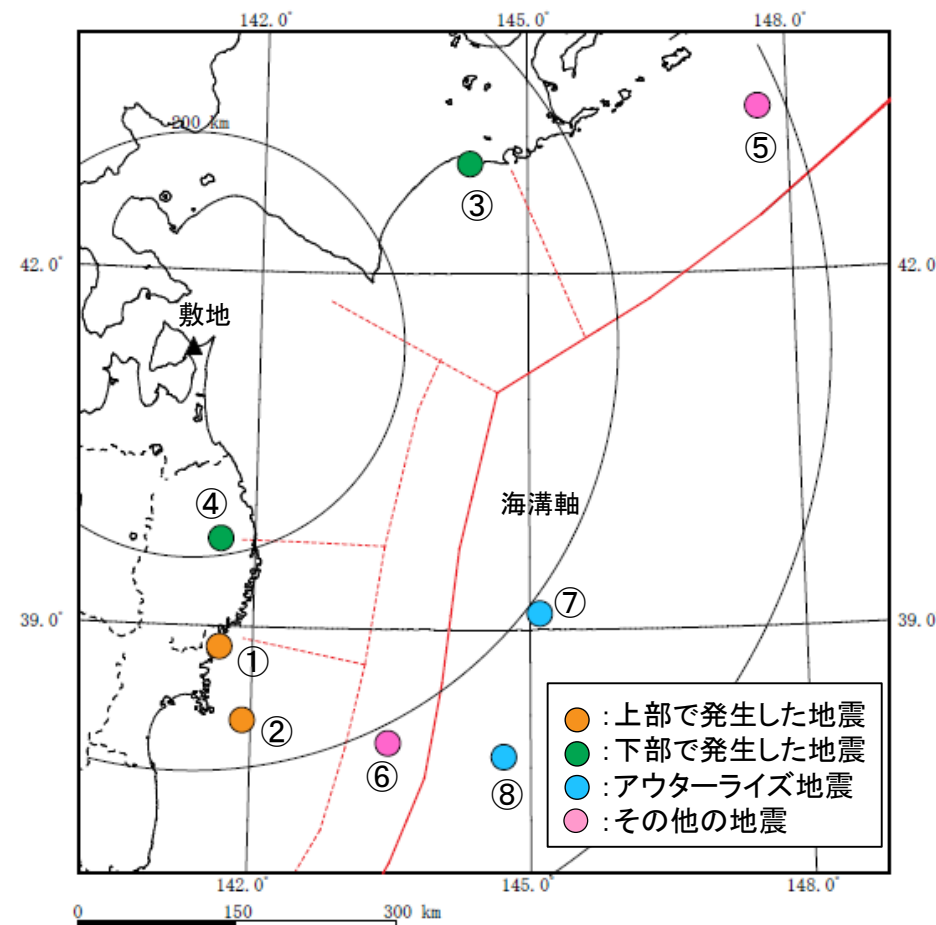 142.0° 145.0° 148.0°
200 km
⑤
③
42.0° 42.0
敷地
海溝軸
④
⑦
39.0° 39.0
①
②
⑥
⑧
：上部で発生した地震
：下部で発生した地震
：アウターライズ地震
：その他の地震
142.0° 145.0° 148.0°
0 150 300 km